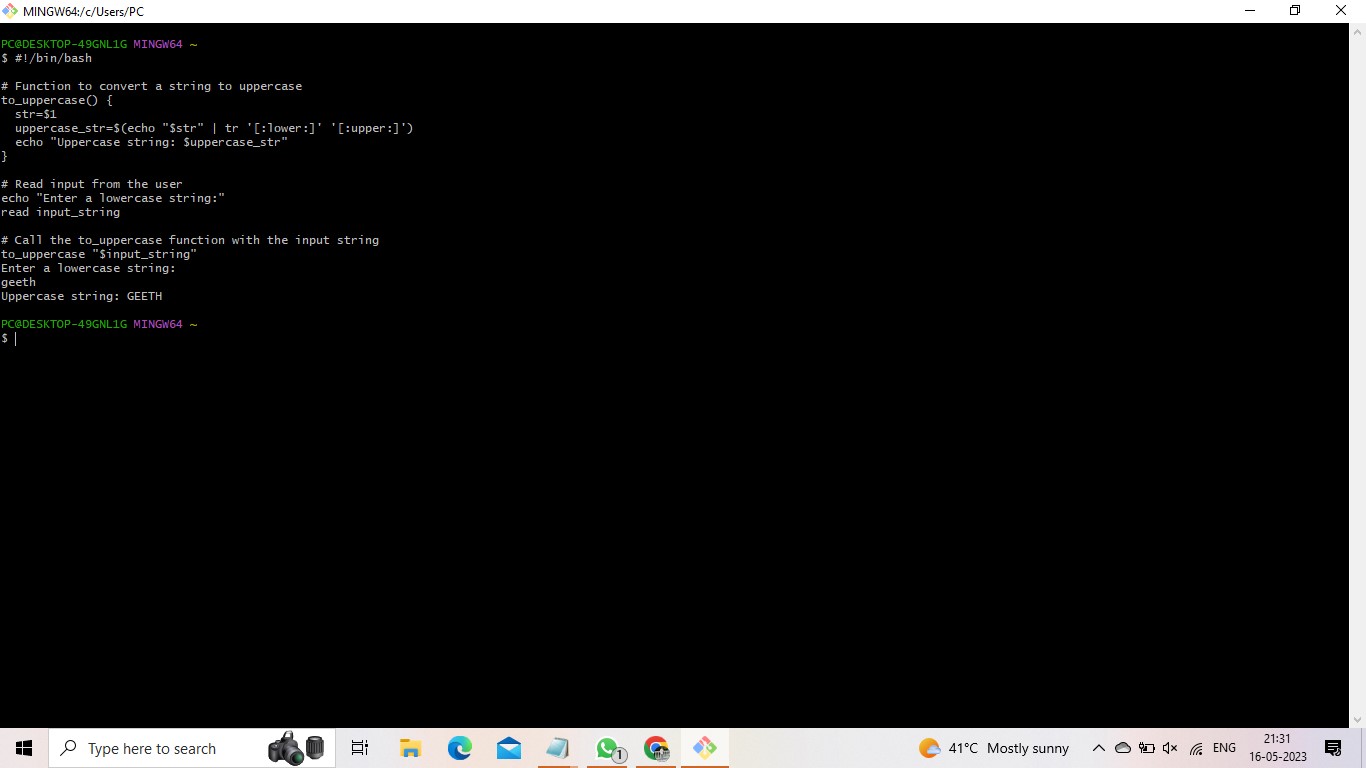 MINGW64:/c/Users/PC
PC@DESKTOP-49GNL1G MINGW64 ~
$ #!/bin/bash
# Function to convert a string to uppercase
to_uppercase() {
  str=$1
  uppercase_str=$(echo "$str" | tr '[:lower:]' '[:upper:]')
  echo "Uppercase string: $uppercase_str"
}
# Read input from the user
echo "Enter a lowercase string:"
read input_string
# Call the to_uppercase function with the input string
to_uppercase "$input_string"
Enter a lowercase string:
geeth
Uppercase string: GEETH
PC@DESKTOP-49GNL1G MINGW64 ~
$
Type here to search
1
41°C Mostly sunny
ENG
21:31
16-05-2023